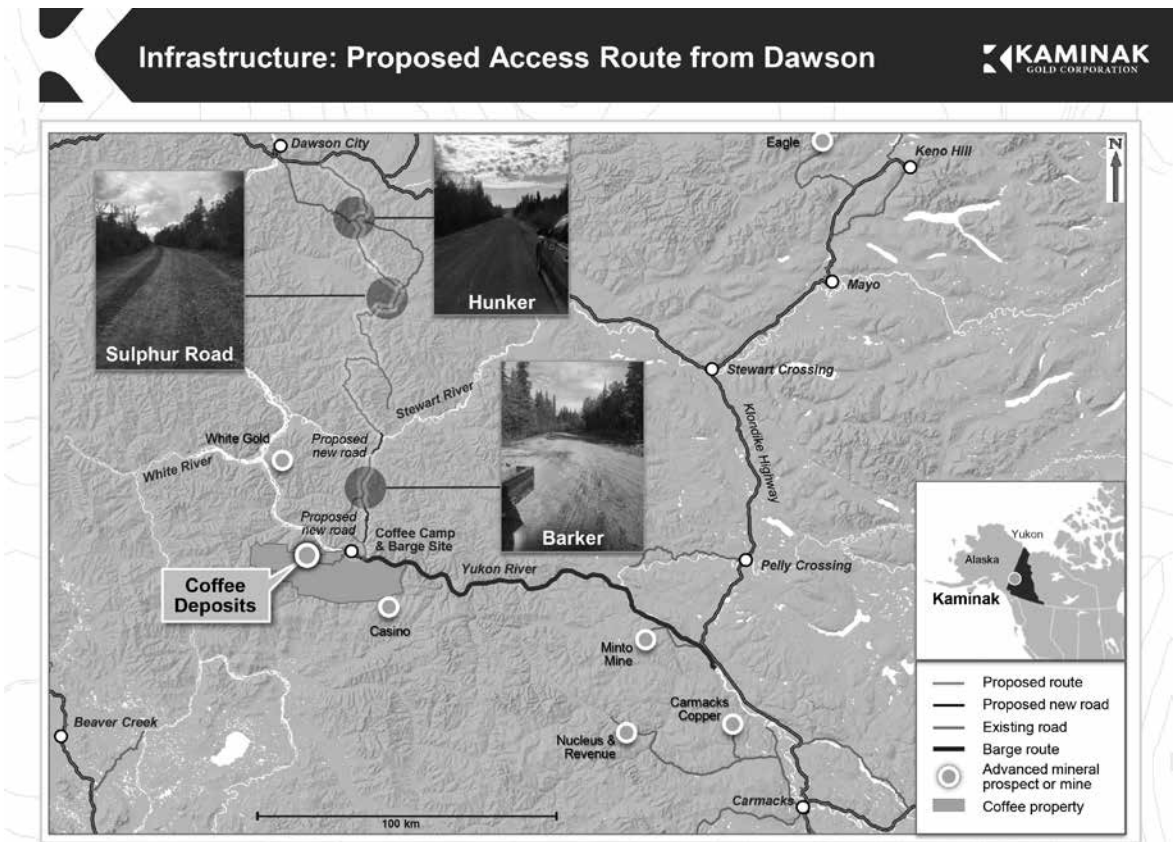 Infrastructure: Proposed Access Route from Dawson
KAMINAK
GOLD CORPORATION
Dawson City
Eagle
Keno Hill
N
Sulphur Road
Hunker
Mayo
Stewart Crossing
Klondike Highway
Stewart River
White Gold
White River
Proposed
new road
Proposed
new road
Barker
Coffee Camp
& Barge Site
Coffee
Deposits
Yukon River
Pelly Crossing
Casino
Minto
Mine
Carmacks
Copper
Nucleus &
Revenue
Beaver Creek
Carmacks
100 km
Yukon
Alaska
Kaminak
Proposed route
Proposed new road
Existing road
Barge route
Advanced mineral
prospect or mine
Coffee property